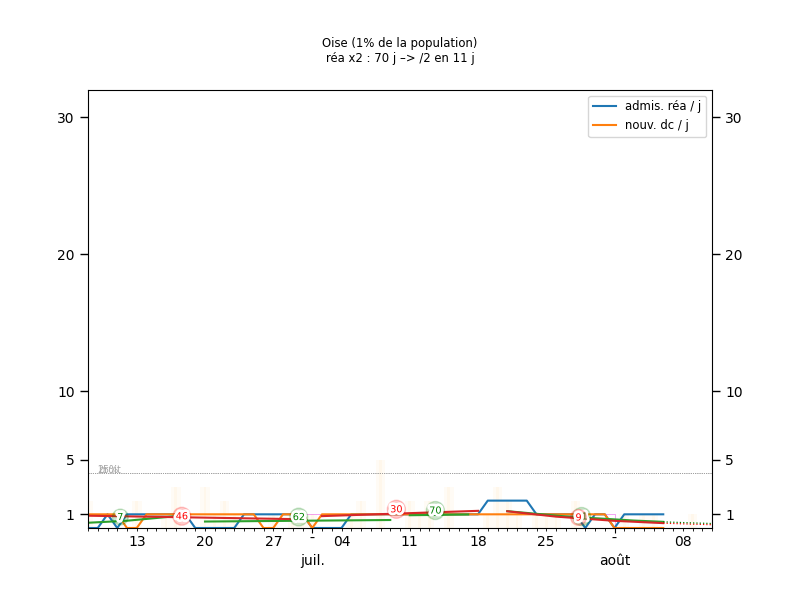 Oise (1% de la population)
réa x2 : 70 j –> /2 en 11 j
admis. réa / j
nouv. dc / j
30 30
20 20
10 10
5 5
1 1
7 46 62 30 70 91
13 20 27 - 04 11 18 25 - 08
juil. août